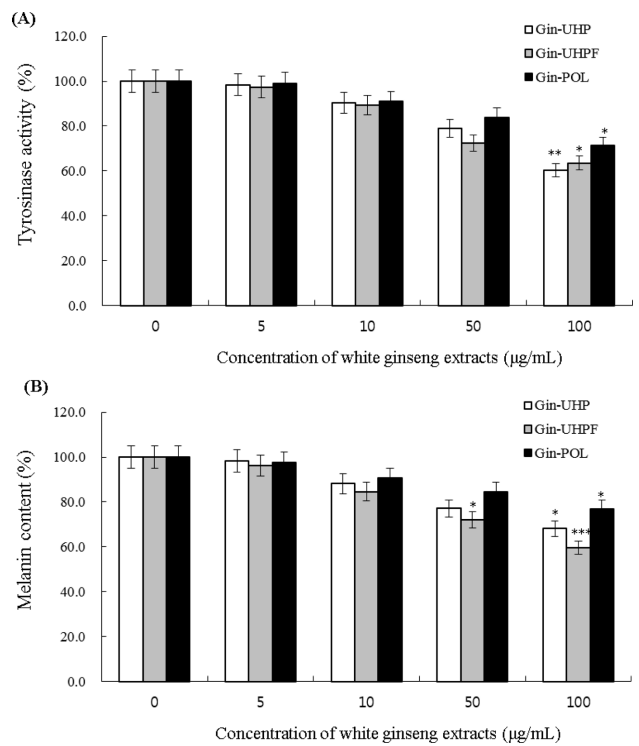 (A)
120.0
100.0
80.0
60.0
40.0
20.0
0.0
Tyrosinase activity (%)
Gin-UHP
Gin-UHPF
Gin-POL
** * *
0 5 10 50 100
Concentration of white ginseng extracts (µg/mL)
(B)
120.0
100.0
80.0
60.0
40.0
20.0
0.0
Melanin content (%)
Gin-UHP
Gin-UHPF
Gin-POL
* * *** *
0 5 10 50 100
Concentration of white ginseng extracts (µg/mL)